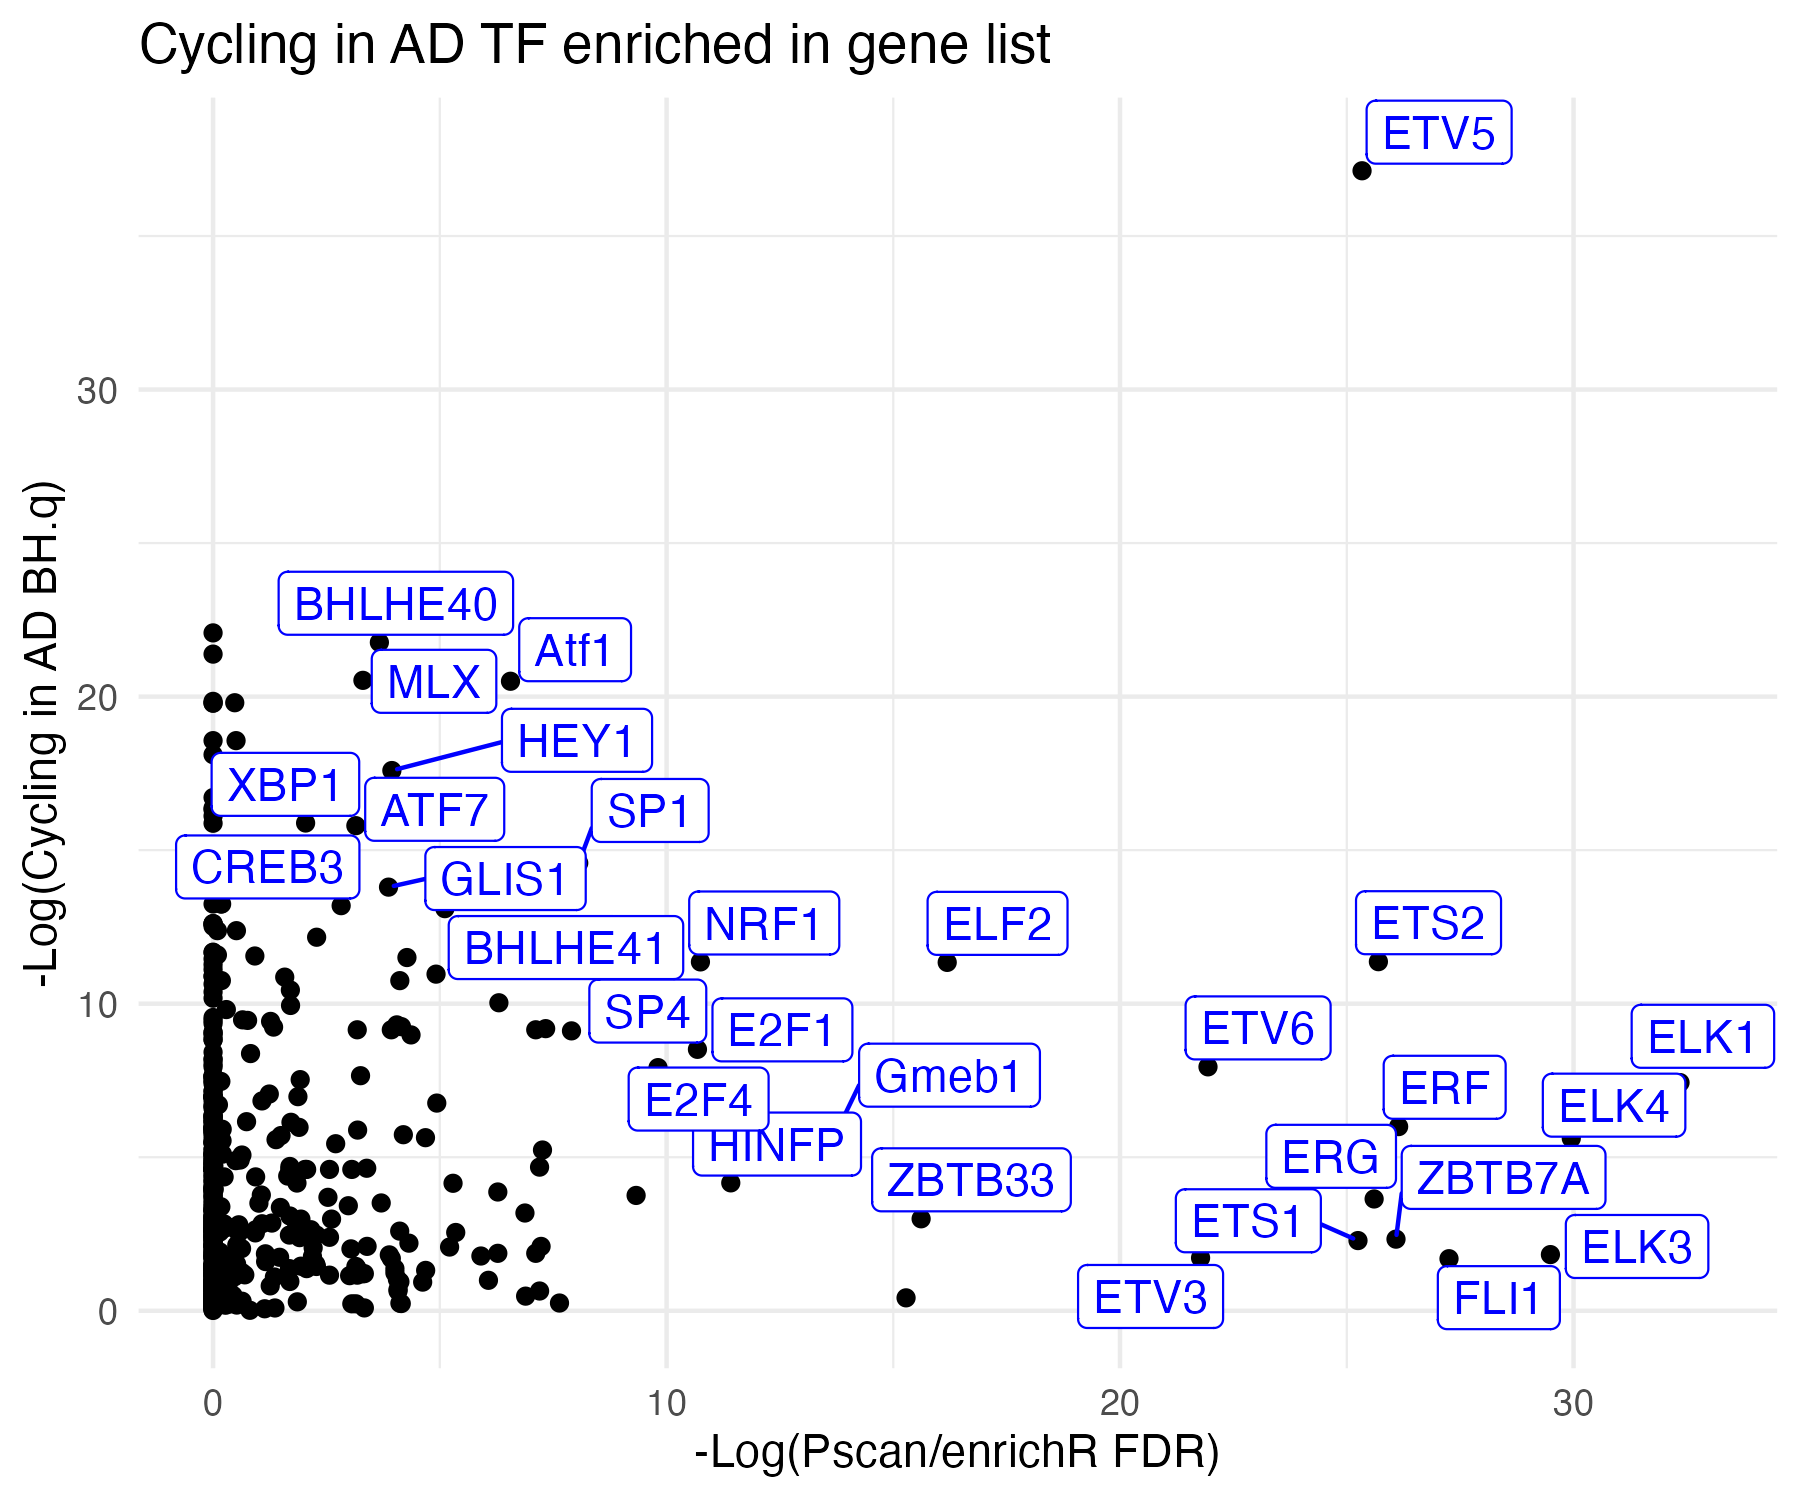 Cycling in AD TF enriched in gene list
ETV5
30
BHLHE40
Atf1
MLX
20
HEY1
XBP1
ATF7
SP1
CREB3
GLIS1
NRF1
ELF2
ETS2
BHLHE41
10
SP4
E2F1
ETV6
ELK1
Gmeb1
ERF
E2F4
ELK4
HINFP
ERG
ZBTB33
ZBTB7A
ETS1
ELK3
ETV3
FLI1
0
-Log(Cycling in AD BH.q)
0 10 20 30
-Log(Pscan/enrichR FDR)